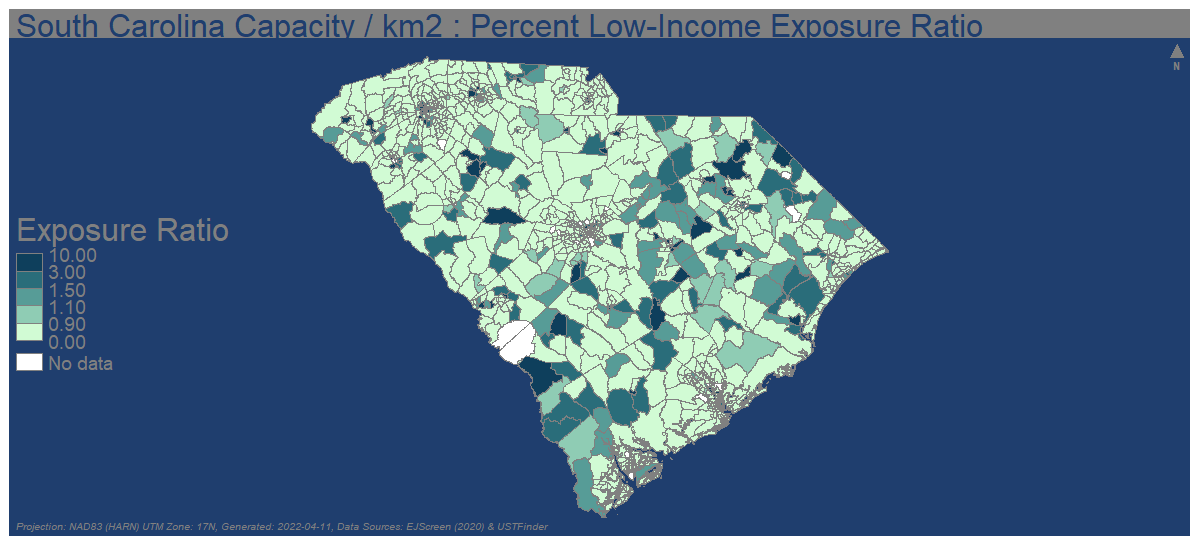 South Carolina Capacity / km2 : Percent Low-Income Exposure Ratio
N
Exposure Ratio
10.00
3.00
1.50
1.10
0.90
0.00
No data
Projection: NAD83 (HARN) UTM Zone: 17N, Generated: 2022-04-11, Data Sources: EJScreen (2020) & USTFinder